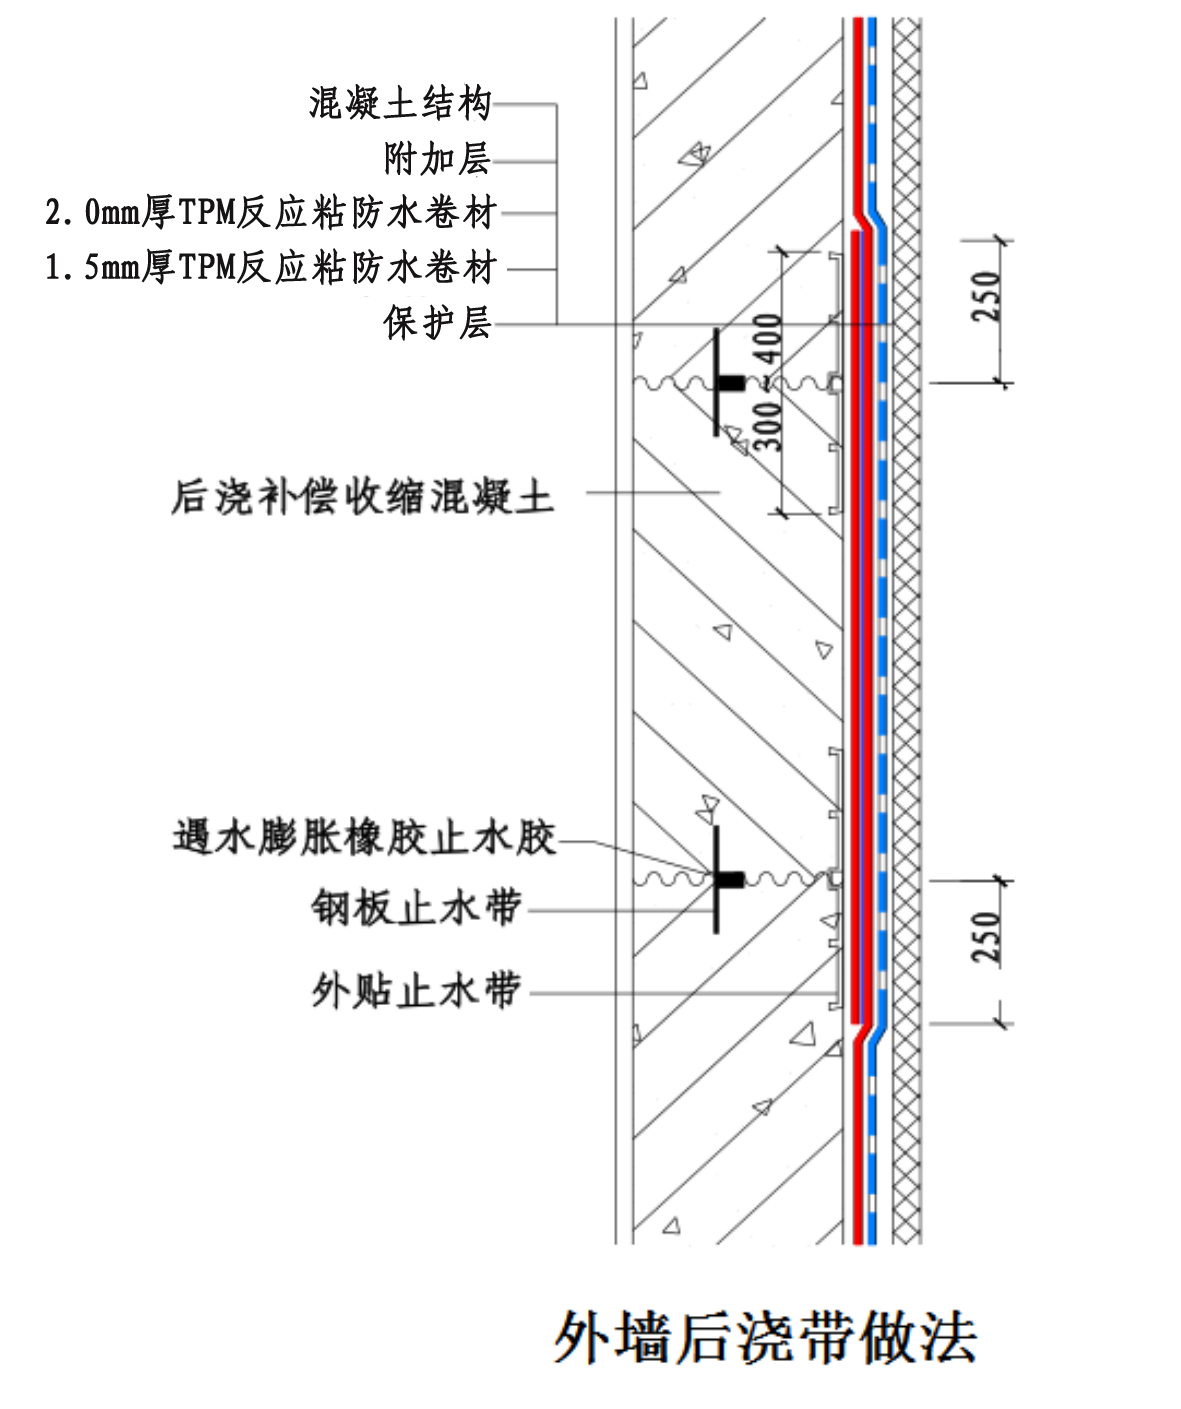 混凝土结构
附加层
2.0mm厚TPM反应粘防水卷材
1.5mm厚TPM反应粘防水卷材
保护层
250
300~400
后浇补偿收缩混凝土
遇水膨胀橡胶止水胶
钢板止水带
250
外贴止水带
外墙后浇带做法